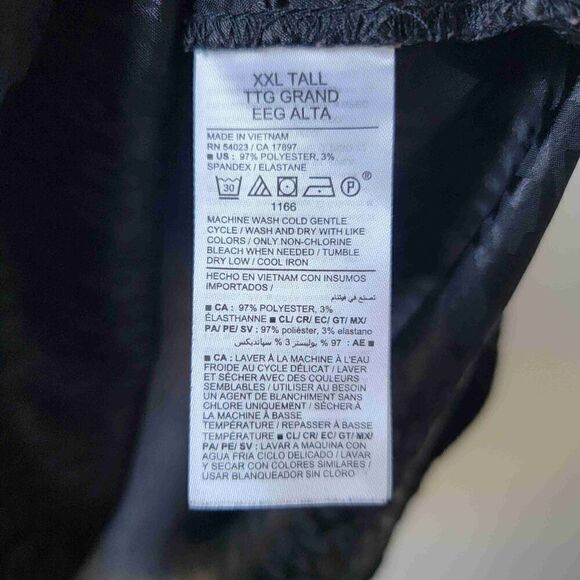 XXL TALL
TTG GRAND
EEG ALTA
MADE IN VIETNAM
RN 54023 / CA 17897
■ US : 97% POLYESTER, 3%
SPANDEX / ELASTANE
30 P ®
1166
MACHINE WASH COLD GENTLE
CYCLE / WASH AND DRY WITH LIKE
COLORS / ONLY NON-CHLORINE
BLEACH WHEN NEEDED / TUMBLE
DRY LOW / COOL IRON
HECHO EN VIETNAM CON INSUMOS
IMPORTADOS /
تصنع في فيتنام
■ CA : 97% POLYESTER, 3%
ÉLASTHANNE ■ CL/ CR/ EC/ GT/ MX/
PA/ PE/ SV : 97% poliéster, 3% elastano
■ AE : 97 % بوليستر 3 % سپانديكس
■ CA : LAVER À LA MACHINE À L'EAU
FROIDE AU CYCLE DÉLICAT / LAVER
ET SÉCHER AVEC DES COULEURS
SEMBLABLES / UTILISER AU BESOIN
UN AGENT DE BLANCHIMENT SANS
CHLORE UNIQUEMENT / SÉCHER À
LA MACHINE À BASSE
TEMPÉRATURE / REPASSER À BASSE
TEMPÉRATURE ■ CL/ CR/ EC/ GT/ MX/
PA/ PE/ SV : LAVAR A MAQUINA CON
AGUA FRIA CICLO DELICADO / LAVAR
Y SECAR CON COLORES SIMILARES /
USAR BLANQUEADOR SIN CLORO